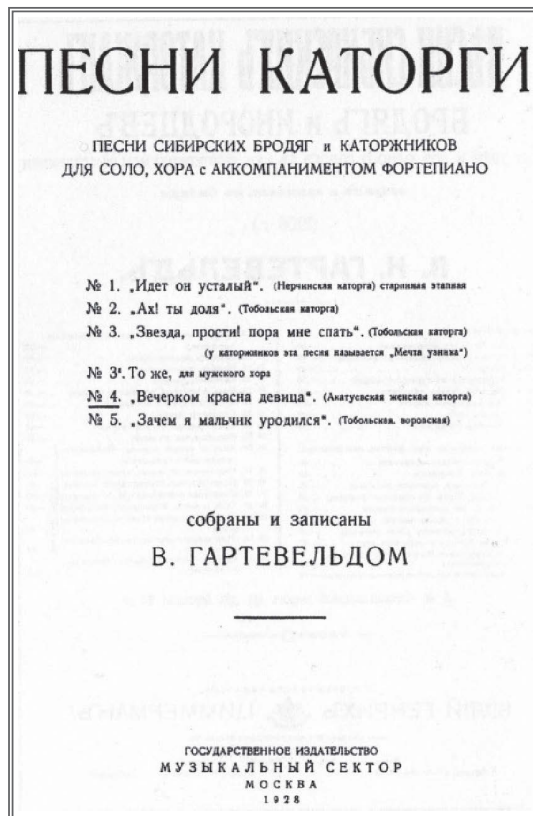 ПЕСНИ КАТОРГИ
ПЕСНИ СИБИРСКИХ БРОДЯГ и КАТОРЖНИКОВ
ДЛЯ СОЛО, ХОРА с АККОМПАНИМЕНТОМ ФОРТЕПИАНО
№ 1. „Идет он усталый“. (Нерчинская каторга) старинная этапная
№ 2. „Ах! ты доля“. (Тобольская каторга)
№ 3. „Звезда, прости! пора мне спать“. (Тобольская каторга)
(у каторжников эта песня называется „Мечта узника“)
№ 3ª. То же, для мужского хора
№ 4. „Вечерком красна девица“. (Акатуевская женская каторга)
№ 5. „Зачем я мальчик уродился“. (Тобольская. воровская)
собраны и записаны
В. ГАРТЕВЕЛЬДОМ
ГОСУДАРСТВЕННОЕ ИЗДАТЕЛЬСТВО
МУЗЫКАЛЬНЫЙ СЕКТОР
МОСКВА
1928